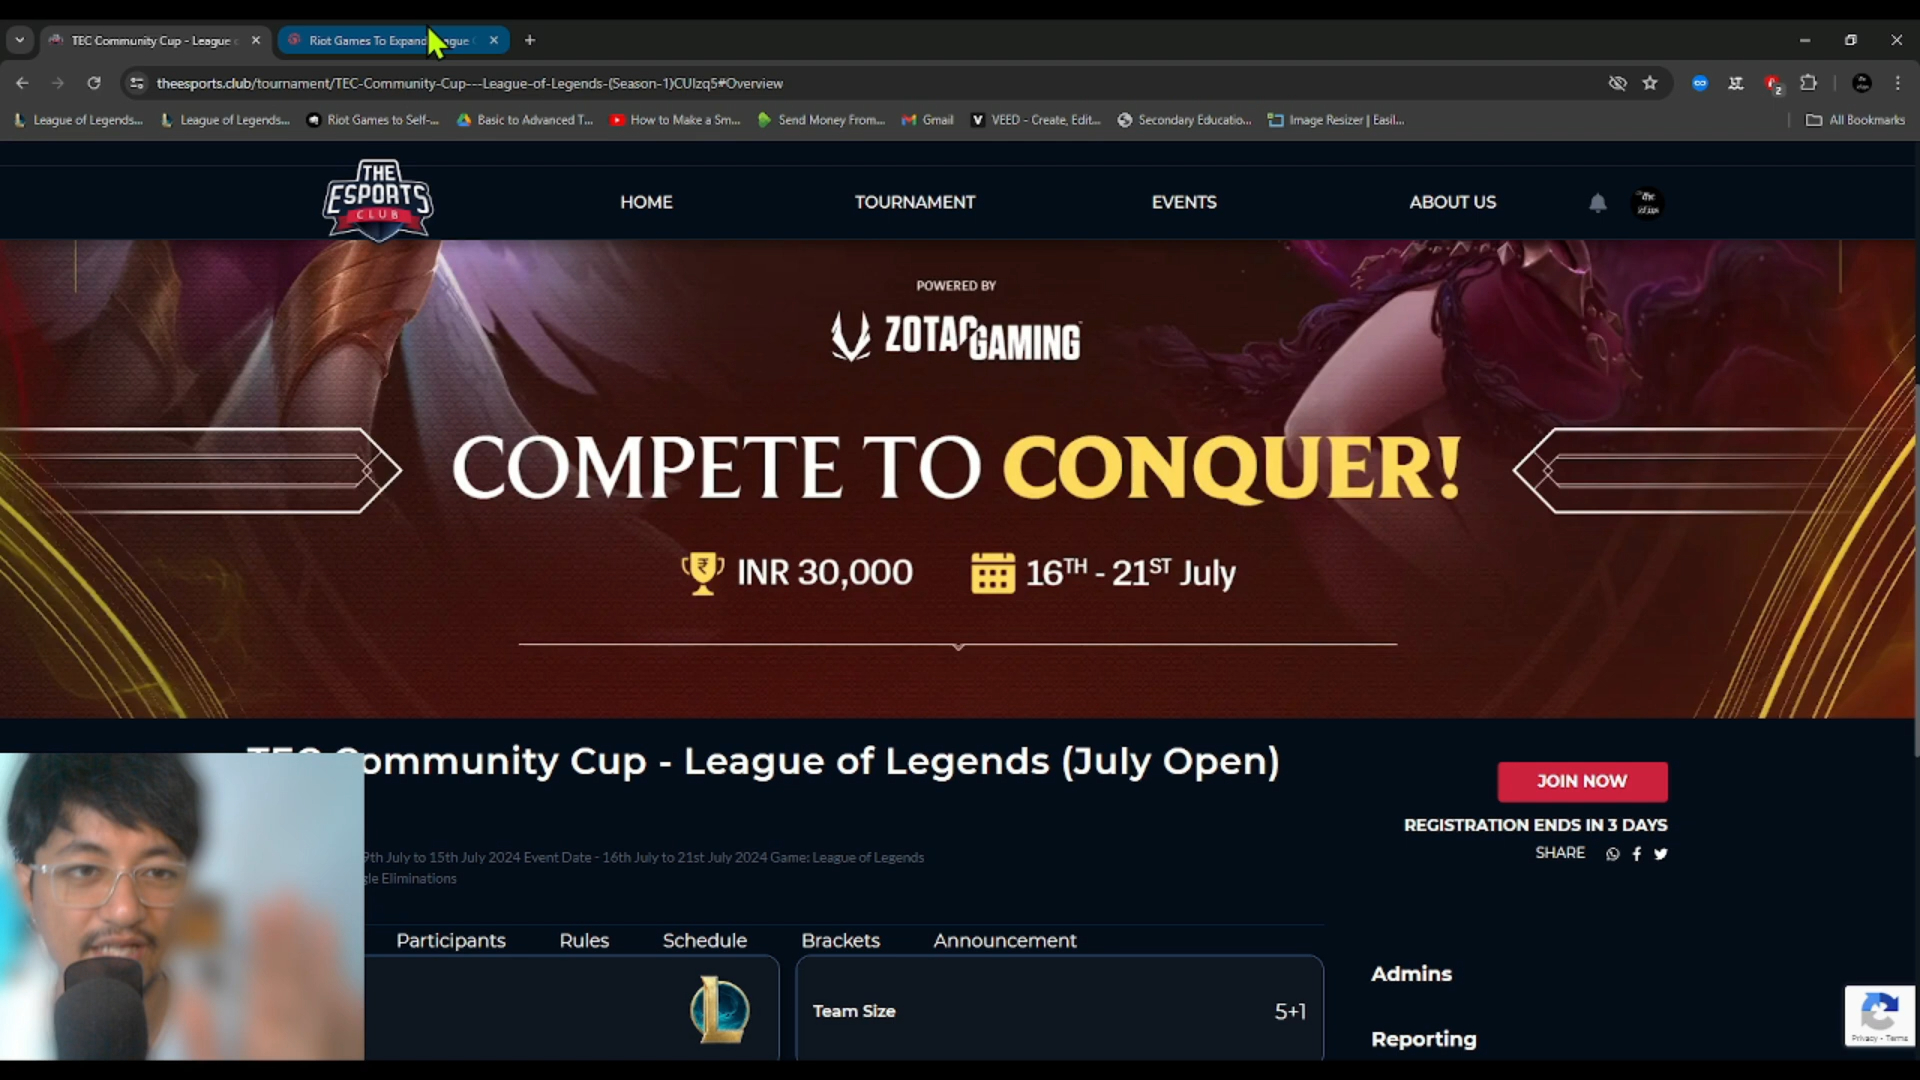 TEC Community Cup - League
Riot Games To Expand
gue
theesports.club/tournament/TEC-Community-Cup---League-of-Legends-(Season-1)CUlzq5#Overview
2
League of Legends...
League of Legends...
Riot Games to Self-...
Basic to Advanced T...
How to Make a Sm...
Send Money From...
Gmail
VEED - Create, Edit...
Secondary Educatio...
Image Resizer | Easil...
All Bookmarks
THE
ESPORTS
CLUB
HOME
TOURNAMENT
EVENTS
ABOUT US
POWERED BY
ZOTAC GAMING
COMPETE TO CONQUER!
INR 30,000
16TH - 21ST July
Community Cup - League of Legends (July Open)
JOIN NOW
REGISTRATION ENDS IN 3 DAYS
SHARE
9th July to 15th July 2024 Event Date - 16th July to 21st July 2024 Game: League of Legends
gle Eliminations
Participants
Rules
Schedule
Brackets
Announcement
Admins
Team Size
5+1
Reporting
Privacy - Terms